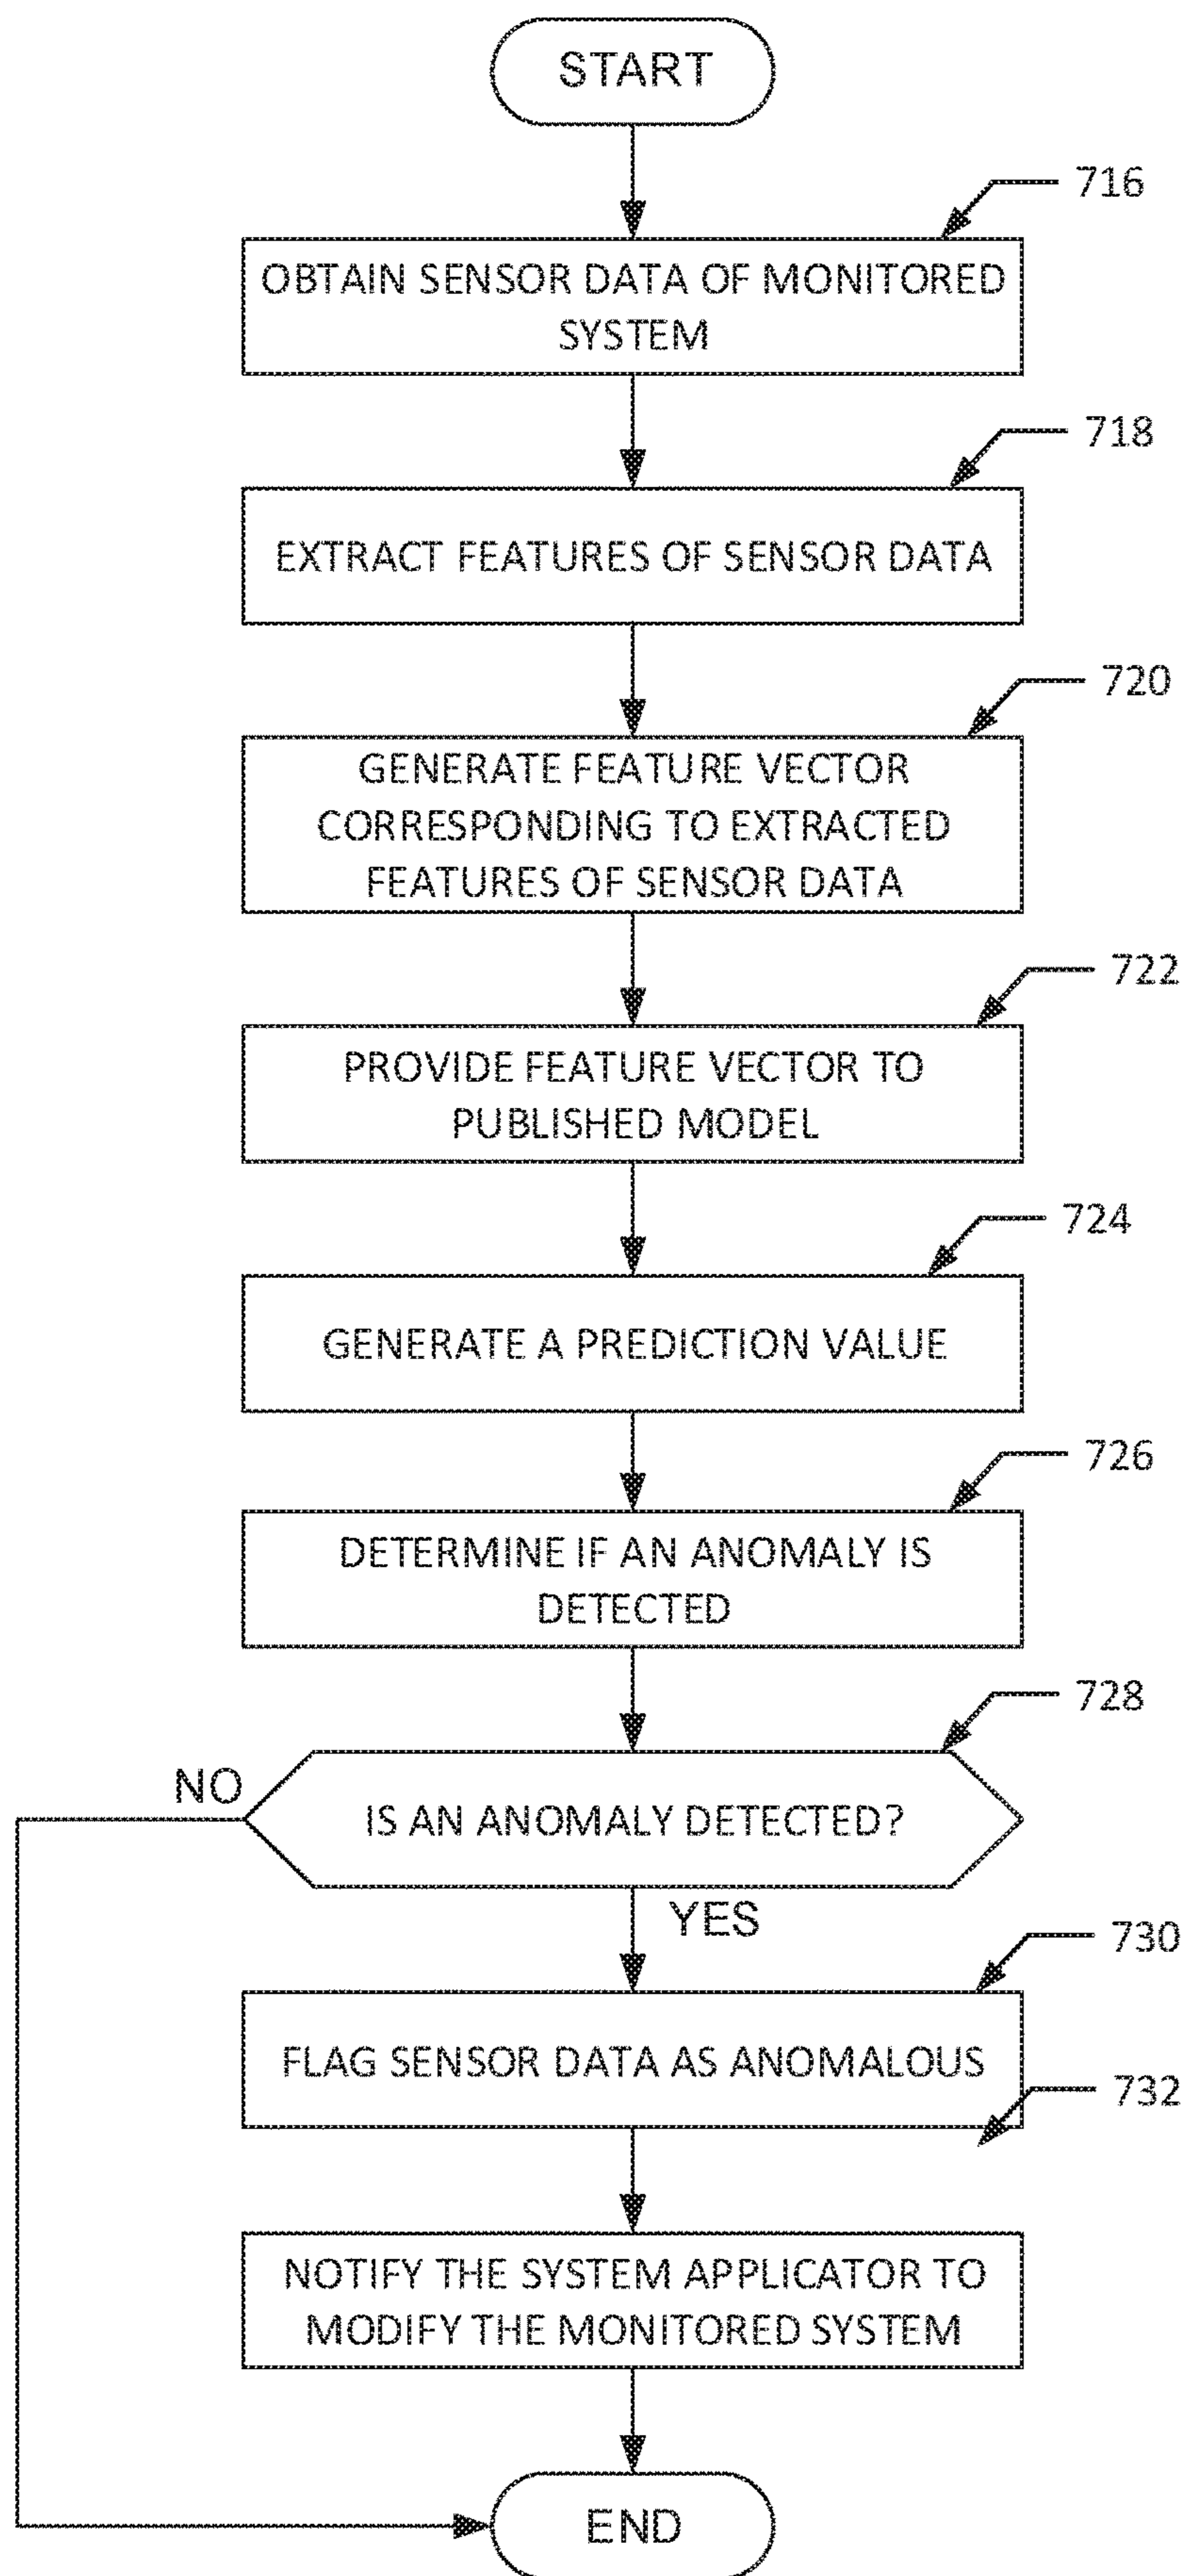 START
716
OBTAIN SENSOR DATA OF MONITORED
SYSTEM
718
EXTRACT FEATURES OF SENSOR DATA
720
GENERATE FEATURE VECTOR
CORRESPONDING TO EXTRACTED
FEATURES OF SENSOR DATA
722
PROVIDE FEATURE VECTOR TO
PUBLISHED MODEL
724
GENERATE A PREDICTION VALUE
726
DETERMINE IF AN ANOMALY IS
DETECTED
728
NO
IS AN ANOMALY DETECTED?
YES
730
FLAG SENSOR DATA AS ANOMALOUS
732
NOTIFY THE SYSTEM APPLICATOR TO
MODIFY THE MONITORED SYSTEM
END